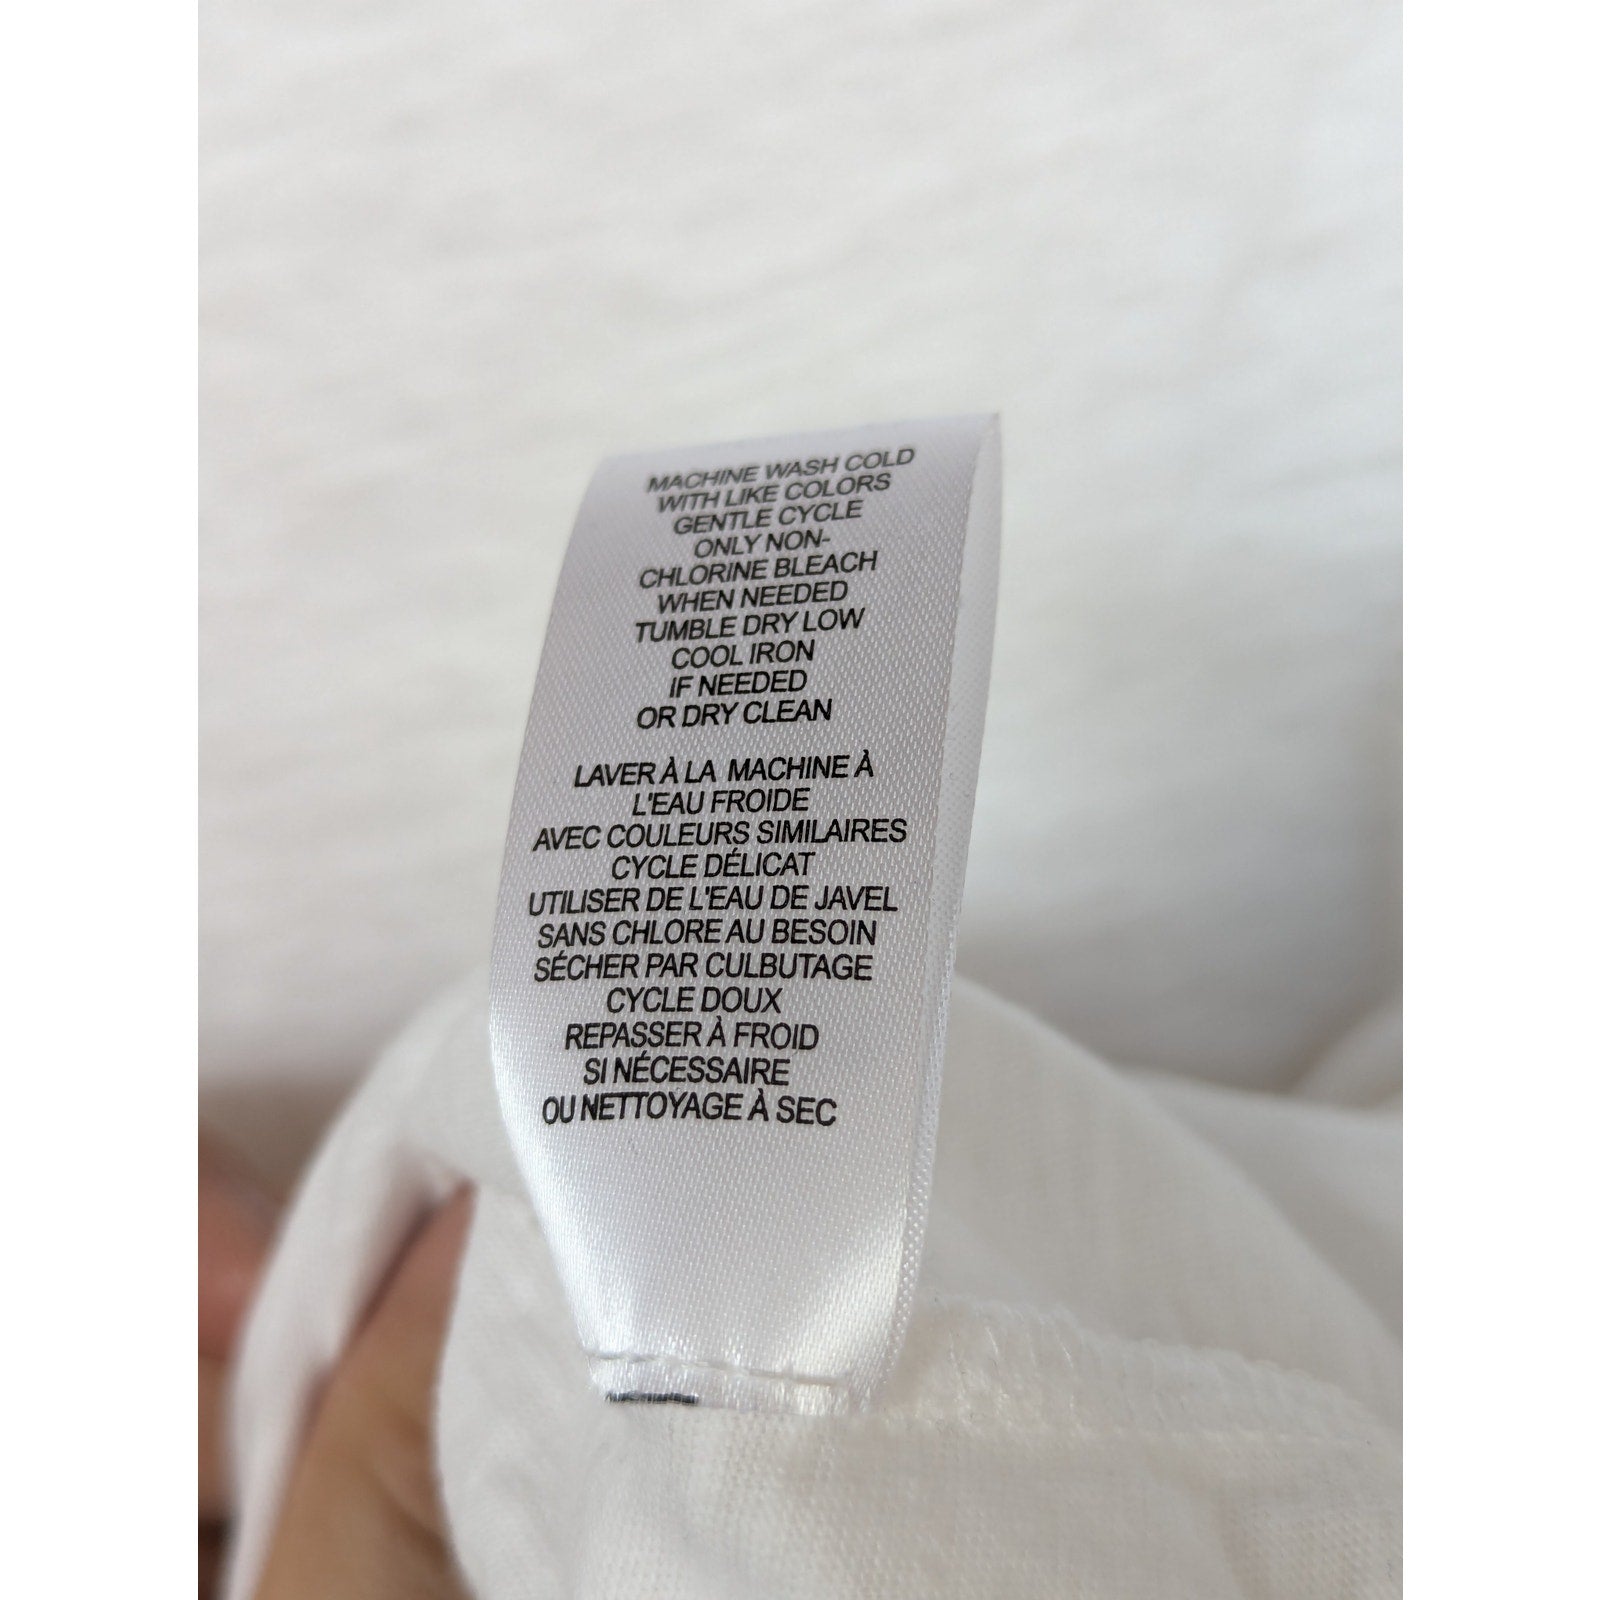 MACHINE WASH COLD
WITH LIKE COLORS
GENTLE CYCLE
ONLY NON-
CHLORINE BLEACH
WHEN NEEDED
TUMBLE DRY LOW
COOL IRON
IF NEEDED
OR DRY CLEAN
LAVER À LA MACHINE À
L'EAU FROIDE
AVEC COULEURS SIMILAIRES
CYCLE DÉLICAT
UTILISER DE L'EAU DE JAVEL
SANS CHLORE AU BESOIN
SÉCHER PAR CULBUTAGE
CYCLE DOUX
REPASSER À FROID
SI NÉCESSAIRE
OU NETTOYAGE À SEC